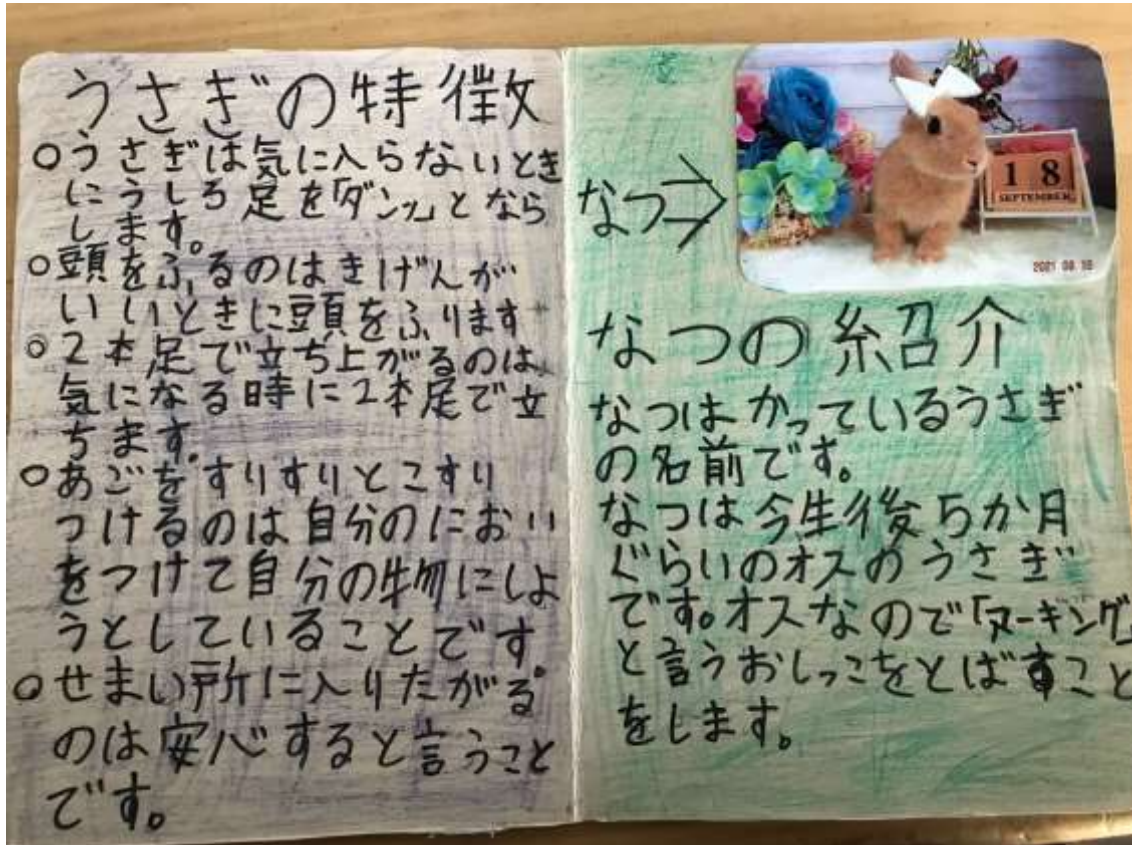 うさぎの特徴
○うさぎは気に入らないとき
にうしろ足を「ダンッ」となら
します。
○頭をふるのはきげんが
いいときに頭をふります
○2本足で立ち上がるのは、
気になる時に2本足で立
ちます。
○あごをすりすりとこすり
つけるのは自分のにおい
をつけて自分の物にしよ
うとしていることです。
○せまい所に入りたがる
のは安心すると言うこと
です。
なつ→
18
SEPTEMBER
2021 09 18
なつの紹介
なつはかっているうさぎ
の名前です。
なつは今生後5か月
ぐらいのオスのうさぎ
です。オスなので「ヌーキング」
と言うおしっこをとばすこと
をします。